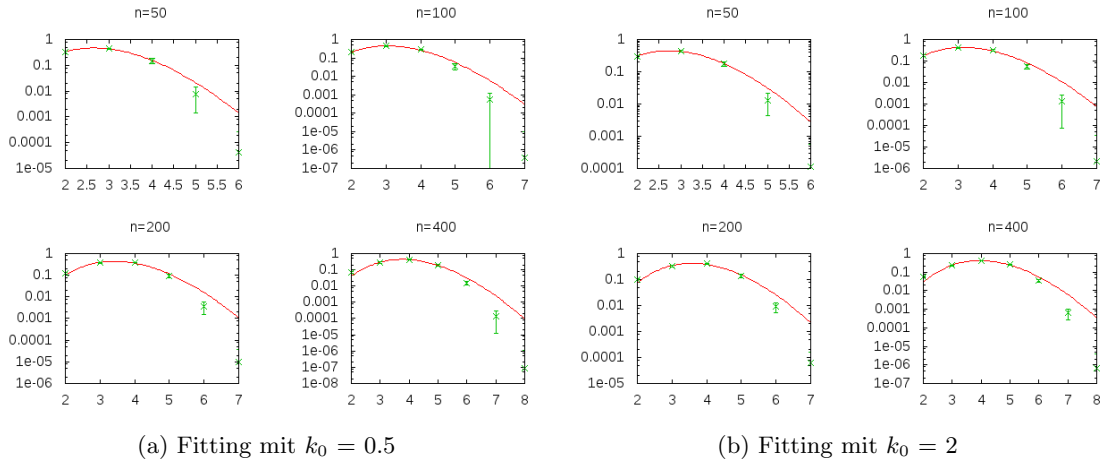 n=50
1
0.1
0.01
0.001
0.0001
1e-05
2 2.5 3 3.5 4 4.5 5 5.5 6
n=100
1
0.1
0.01
0.001
0.0001
1e-05
1e-06
1e-07
2 3 4 5 6 7
n=200
1
0.1
0.01
0.001
0.0001
1e-05
1e-06
2 3 4 5 6 7
n=400
1
0.1
0.01
0.001
0.0001
1e-05
1e-06
1e-07
1e-08
2 3 4 5 6 7 8
(a) Fitting mit k₀ = 0.5
n=50
1
0.1
0.01
0.001
0.0001
2 2.5 3 3.5 4 4.5 5 5.5 6
n=100
1
0.1
0.01
0.001
0.0001
1e-05
1e-06
2 3 4 5 6 7
n=200
1
0.1
0.01
0.001
0.0001
1e-05
2 3 4 5 6 7
n=400
1
0.1
0.01
0.001
0.0001
1e-05
1e-06
1e-07
2 3 4 5 6 7 8
(b) Fitting mit k₀ = 2